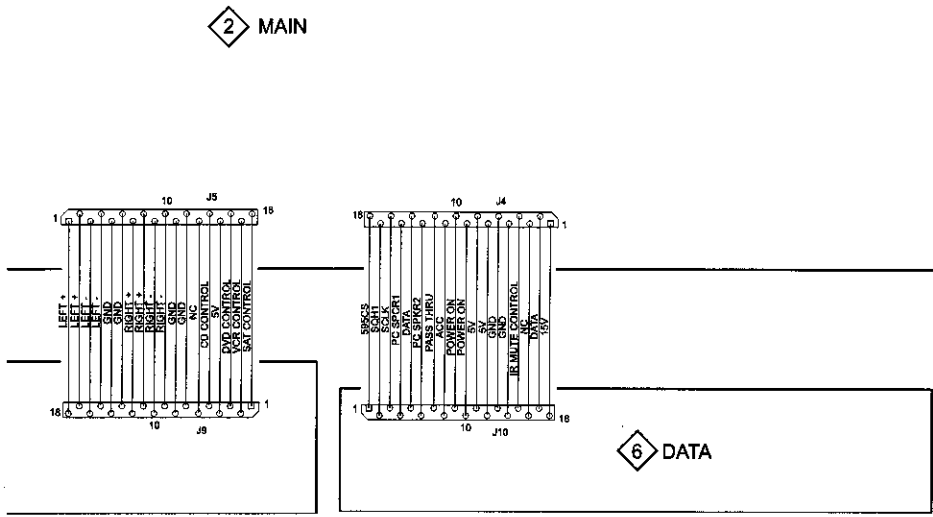 2 MAIN
10 J5
1 18
LEFT +
LEFT +
LEFT -
LEFT -
GND
GND
RIGHT +
RIGHT +
RIGHT -
RIGHT -
GND
GND
NC
CD CONTROL
5V
DVD CONTROL
VCR CONTROL
SAT CONTROL
18 1
10 J9
10 J4
18 1
S95CS
SQH1
SCLK
PC SPCR1
DATA
PC SPKR2
PASS THRU
ACC
POWER ON
POWER ON
5V
5V
GND
GND
IR MUTE CONTROL
NC
DATA
15V
1 18
10 J10
6 DATA